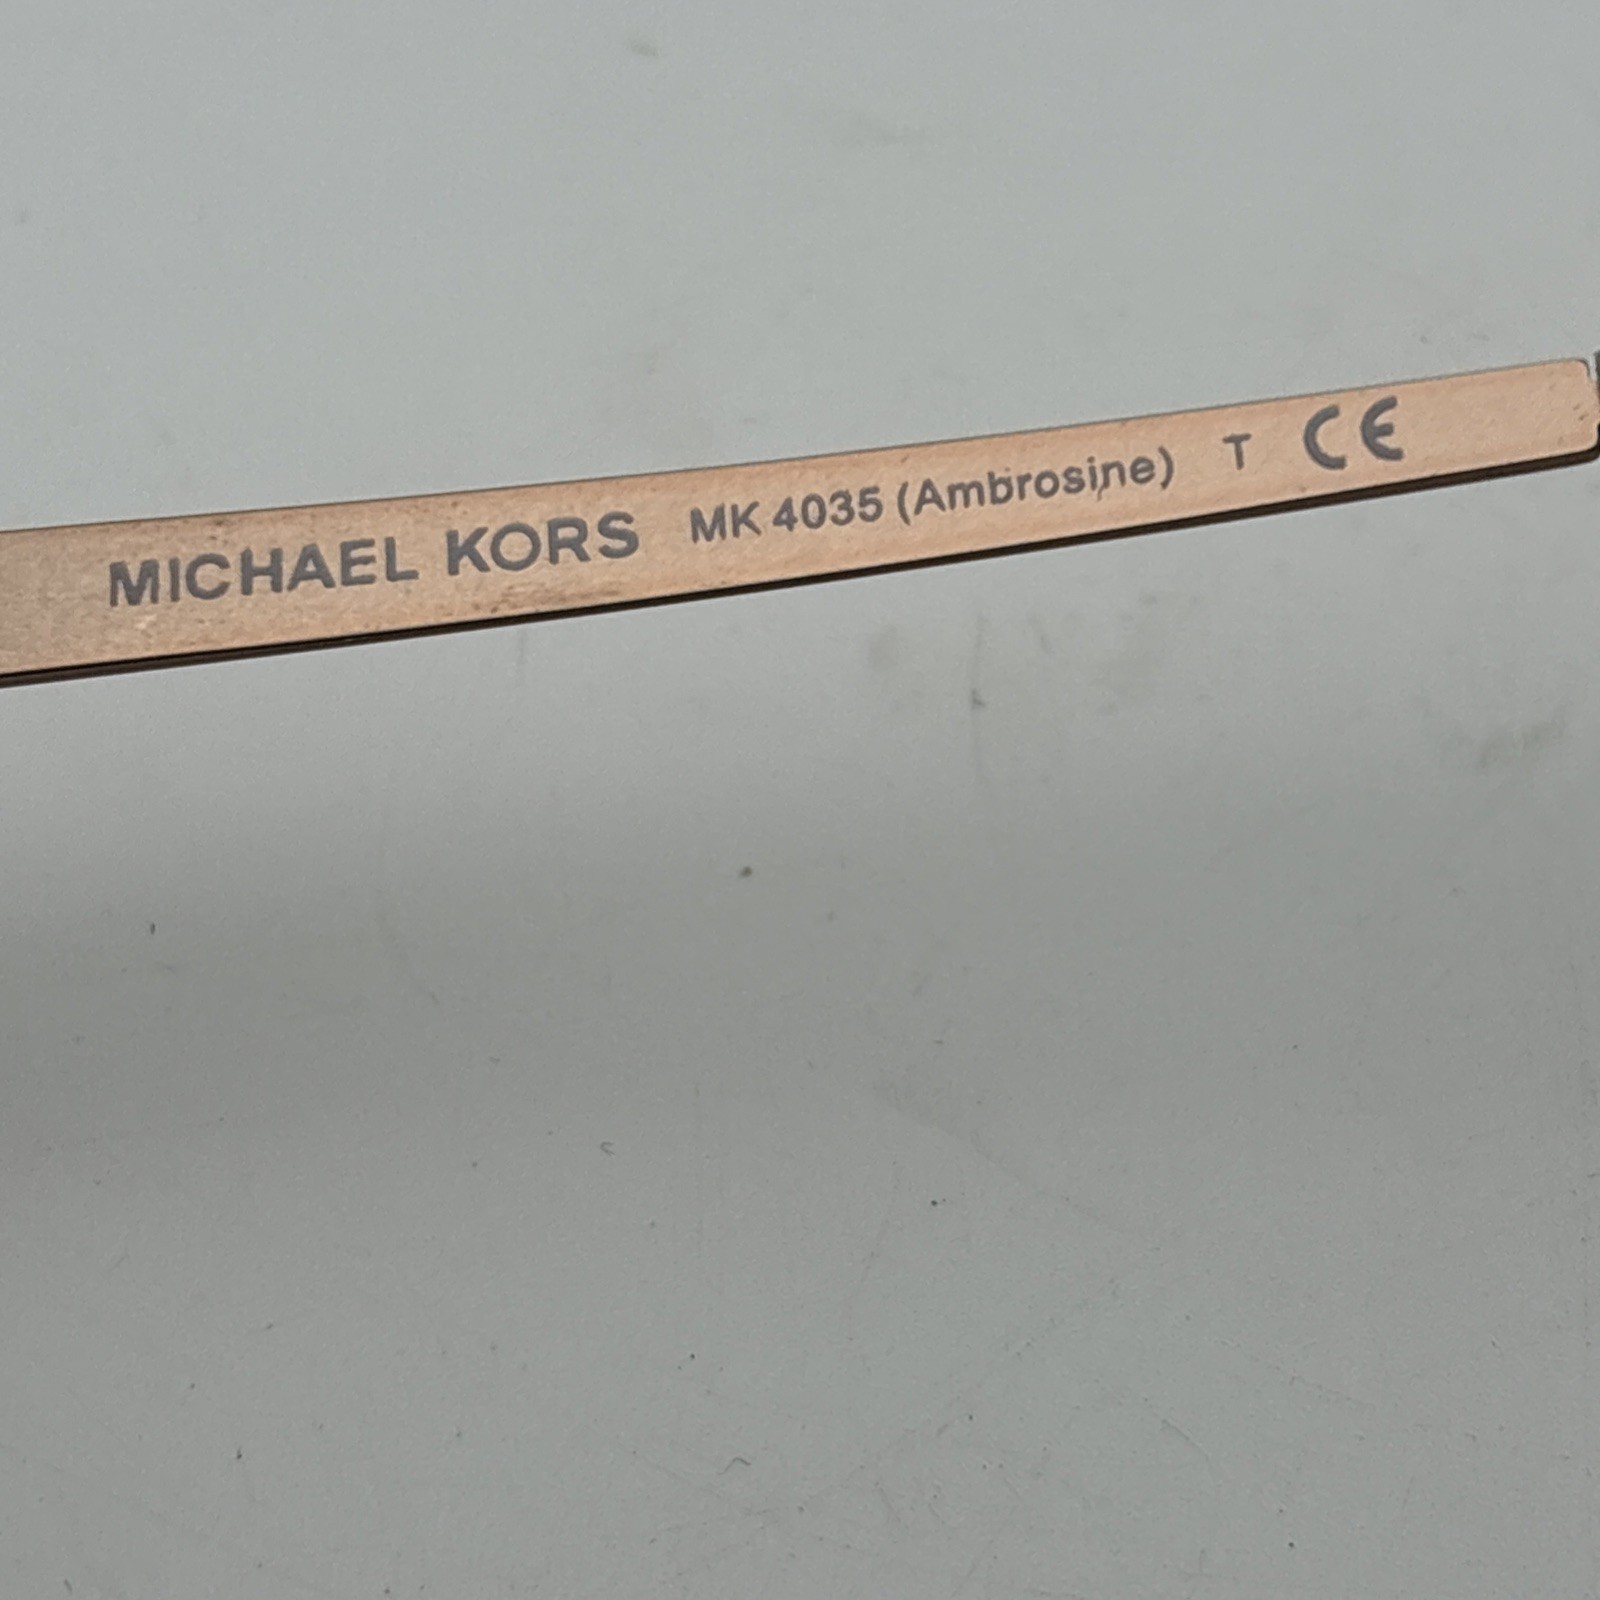 MICHAEL KORS MK 4035 (Ambrosine) T CE